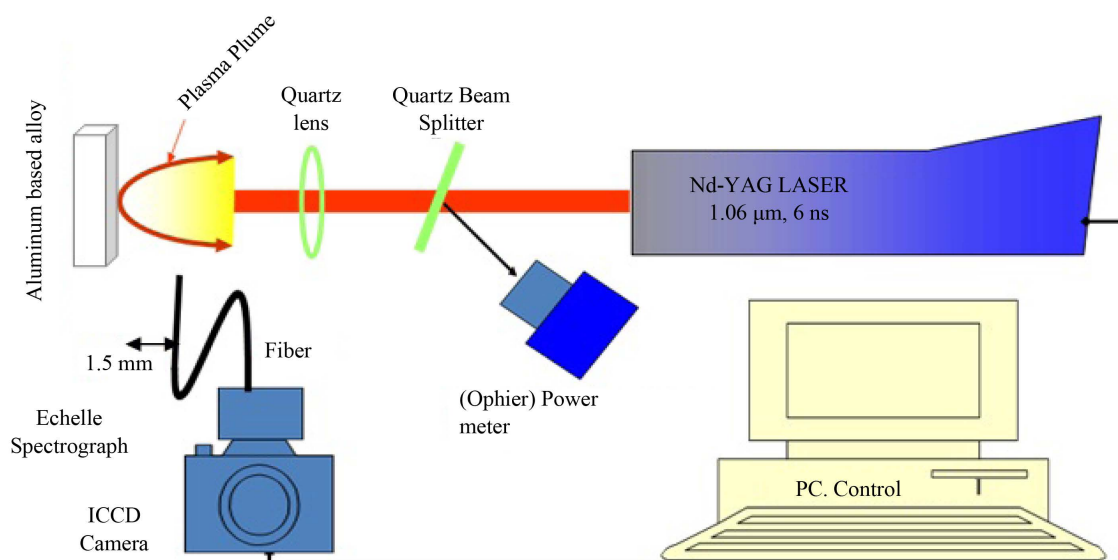 Plasma Plume
Aluminum based alloy
Quartz
lens
Quartz Beam
Splitter
Nd-YAG LASER
1.06 μm, 6 ns
1.5 mm
Fiber
(Ophier) Power
meter
Echelle
Spectrograph
ICCD
Camera
PC. Control